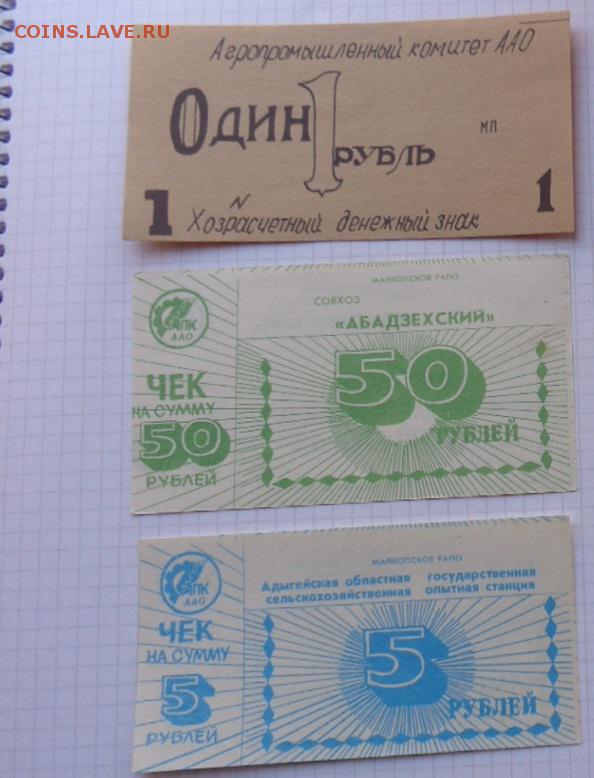 COINS.LAVE.RU
Агропромышленный комитет ААО
Один 1 рубль
МП
1 N 1
Хозрасчетный денежный знак
МАЙКОПСКОЕ РАПО
СОВХОЗ
«АБАДЗЕХСКИЙ»
АПК
ААО
ЧЕК
НА СУММУ
50
РУБЛЕЙ
50
РУБЛЕЙ
МАЙКОПСКОЕ РАПО
Адыгейская областная государственная
сельскохозяйственная опытная станция
АПК
ААО
ЧЕК
НА СУММУ
5
РУБЛЕЙ
5
РУБЛЕЙ